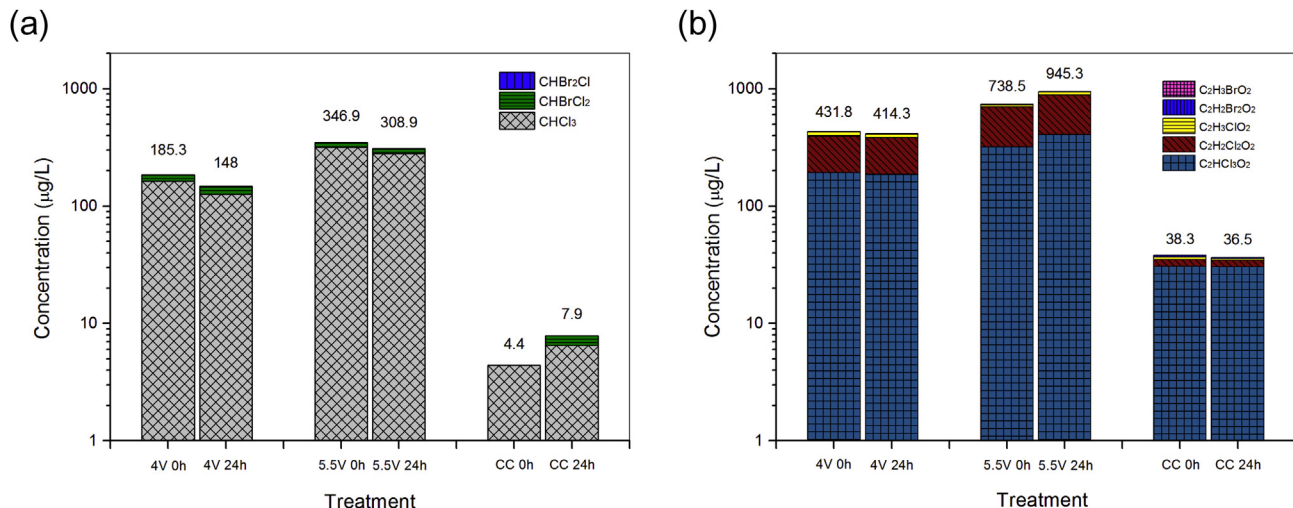 (a)
Concentration (μg/L)
1000
100
10
1
CHBr₂Cl
CHBrCl₂
CHCl₃
185.3
148
346.9
308.9
4.4
7.9
4V 0h
4V 24h
5.5V 0h
5.5V 24h
CC 0h
CC 24h
Treatment
(b)
Concentration (μg/L)
1000
100
10
1
C₂H₃BrO₂
C₂H₂Br₂O₂
C₂H₃ClO₂
C₂H₂Cl₂O₂
C₂HCl₃O₂
431.8
414.3
738.5
945.3
38.3
36.5
4V 0h
4V 24h
5.5V 0h
5.5V 24h
CC 0h
CC 24h
Treatment